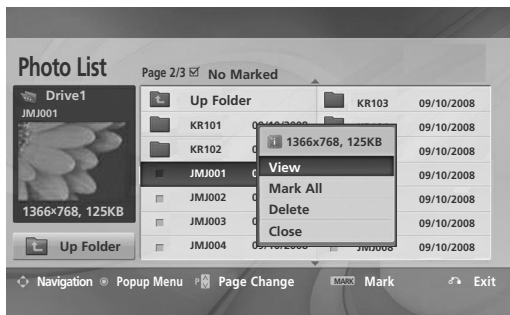 Photo List
Page 2/3 No Marked
Drive1
JMJ001
1366×768, 125KB
Up Folder
Up Folder
KR101
KR102
JMJ001
JMJ002
JMJ003
JMJ004
1366x768, 125KB
View
Mark All
Delete
Close
KR103 09/10/2008
09/10/2008
09/10/2008
09/10/2008
09/10/2008
09/10/2008
JMJ008 09/10/2008
Navigation Popup Menu P Page Change MARK Mark Exit